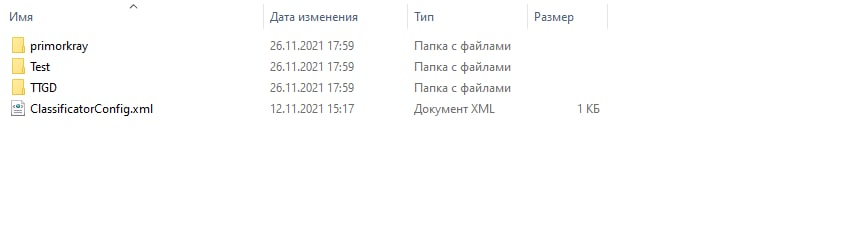 Имя Дата изменения Тип Размер
primorkray 26.11.2021 17:59 Папка с файлами
Test 26.11.2021 17:59 Папка с файлами
TTGD 26.11.2021 17:59 Папка с файлами
ClassificatorConfig.xml 12.11.2021 15:17 Документ XML 1 КБ